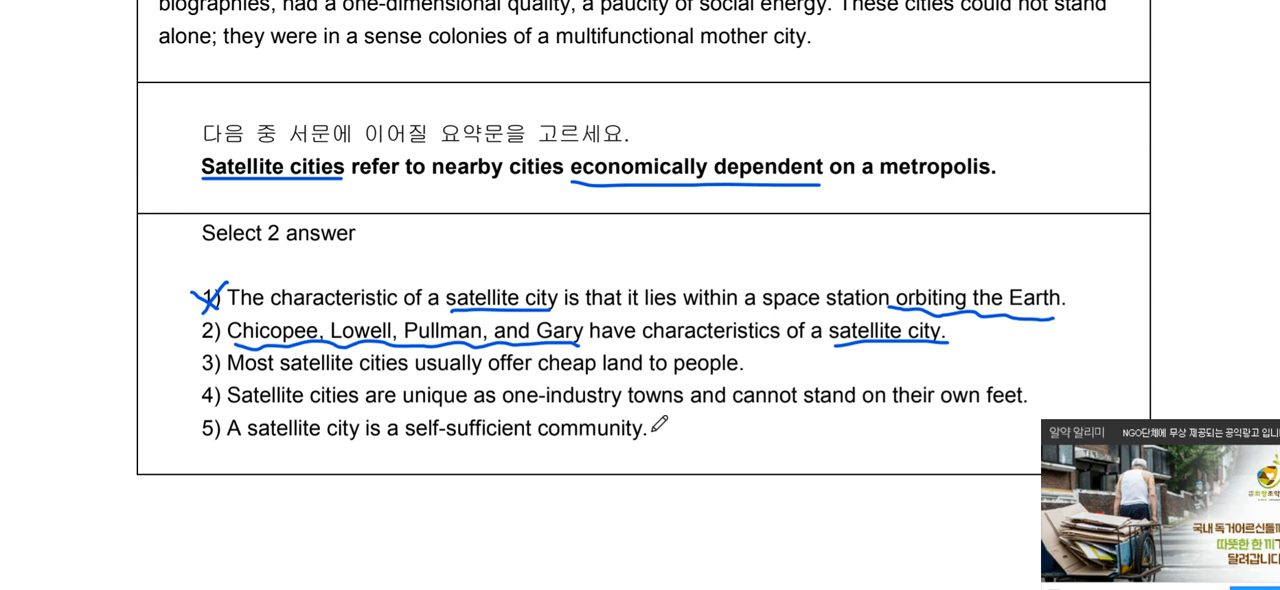 biographies, had a one-dimensional quality, a paucity of social energy. These cities could not stand
alone; they were in a sense colonies of a multifunctional mother city.
다음 중 서문에 이어질 요약문을 고르세요.
Satellite cities refer to nearby cities economically dependent on a metropolis.
Select 2 answer
1) The characteristic of a satellite city is that it lies within a space station orbiting the Earth.
2) Chicopee, Lowell, Pullman, and Gary have characteristics of a satellite city.
3) Most satellite cities usually offer cheap land to people.
4) Satellite cities are unique as one-industry towns and cannot stand on their own feet.
5) A satellite city is a self-sufficient community.
알약 알리미 NGO단체에 무상 제공되는 공익광고 입니
국내 독거어르신들께
따뜻한 한 끼가
달려갑니다